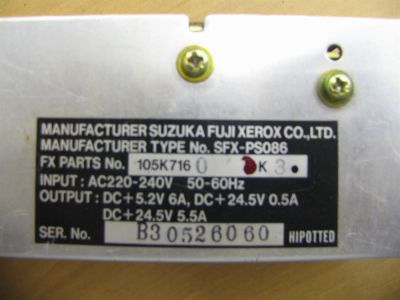 MANUFACTURER SUZUKA FUJI XEROX CO.,LTD.
MANUFACTURER TYPE No. SFX-PS086
FX PARTS No. 105K716 0 K 3.
INPUT : AC220-240V 50-60Hz
OUTPUT : DC+5.2V 6A, DC+24.5V 0.5A
DC+24.5V 5.5A
SER. No. B30526060 HIPOTTED